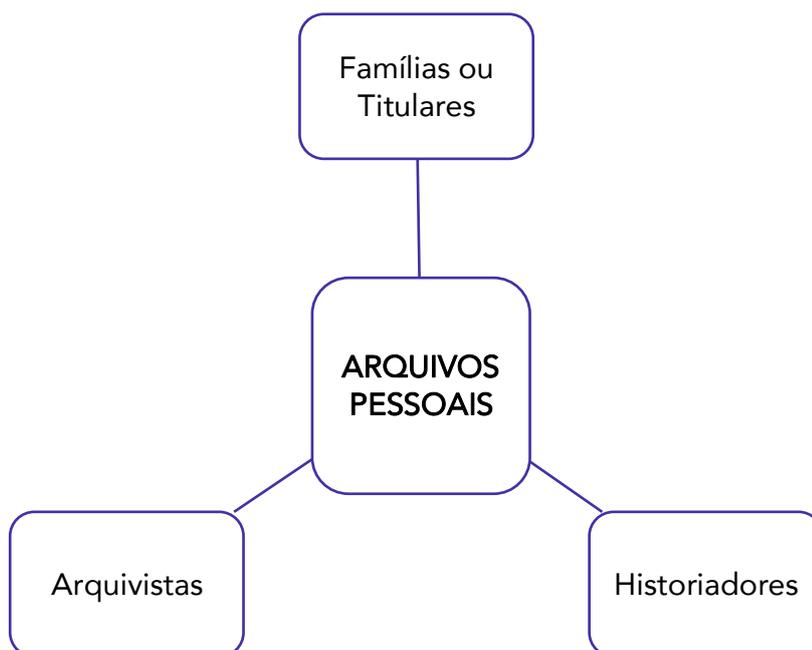 Famílias ou
Titulares
ARQUIVOS
PESSOAIS
Arquivistas
Historiadores